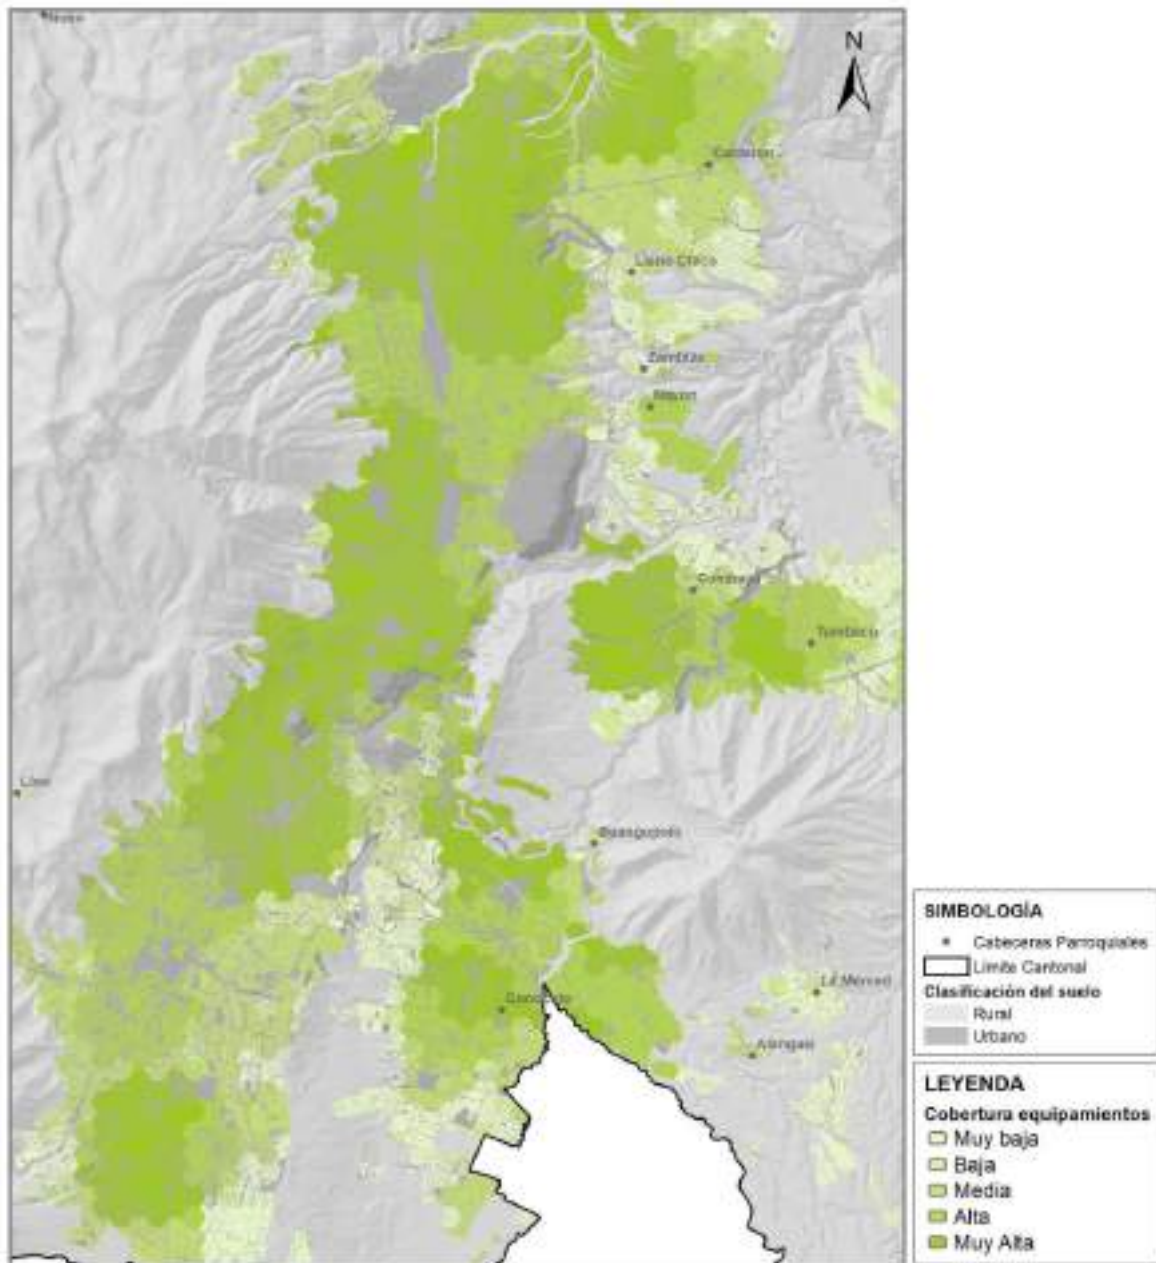 N
Calderón
Llano Chico
Zámbiza
Nayón
Cumbayá
Tumbaco
Lloa
Guangopolo
La Merced
Alangasí
SIMBOLOGÍA
Cabeceras Parroquiales
Límite Cantonal
Clasificación del suelo
Rural
Urbano
LEYENDA
Cobertura equipamientos
Muy baja
Baja
Media
Alta
Muy Alta